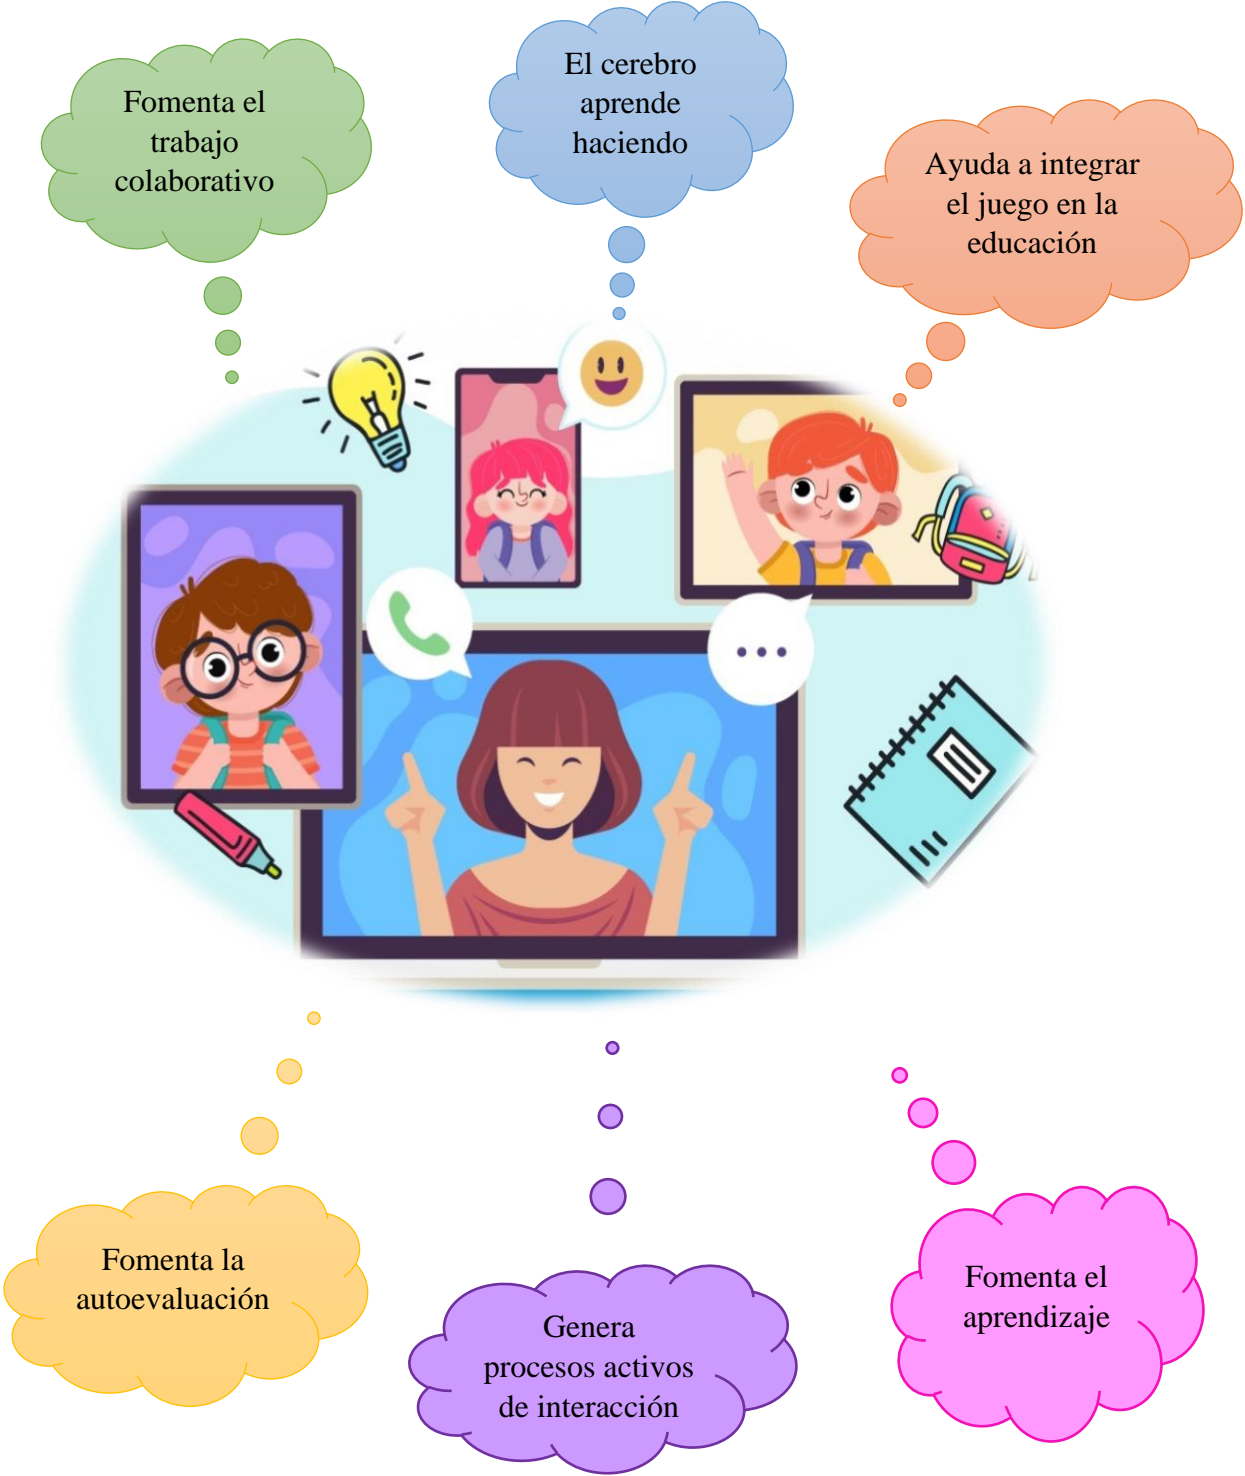 Fomenta el
trabajo
colaborativo
El cerebro
aprende
haciendo
Ayuda a integrar
el juego en la
educación
Fomenta la
autoevaluación
Genera
procesos activos
de interacción
Fomenta el
aprendizaje